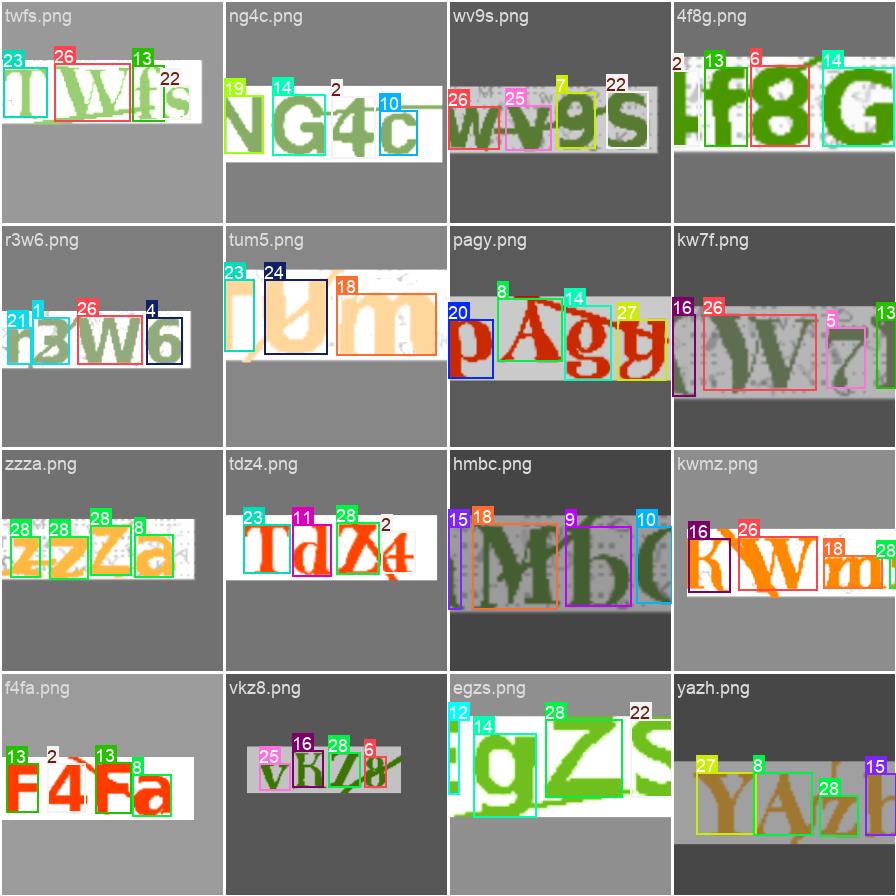 twfs.png ng4c.png wv9s.png 4f8g.png
23 26 13 22 19 14 2 10 26 25 7 22 2 13 6 14
TWfs NG4c wv9S 4f8G
r3w6.png tum5.png pagy.png kw7f.png
21 1 26 4 23 24 18 20 8 14 27 16 26 5 13
r3W6 TUm pAgy KW7f
zzza.png tdz4.png hmbc.png kwmz.png
28 28 28 8 23 11 28 2 15 18 9 10 16 26 18 28
zzZa TdZ4 hMbC KWmz
f4fa.png vkz8.png egzs.png yazh.png
13 2 13 8 25 16 28 6 12 14 28 22 27 8 28 15
F4Fa vKZ8 EgZS YAzh